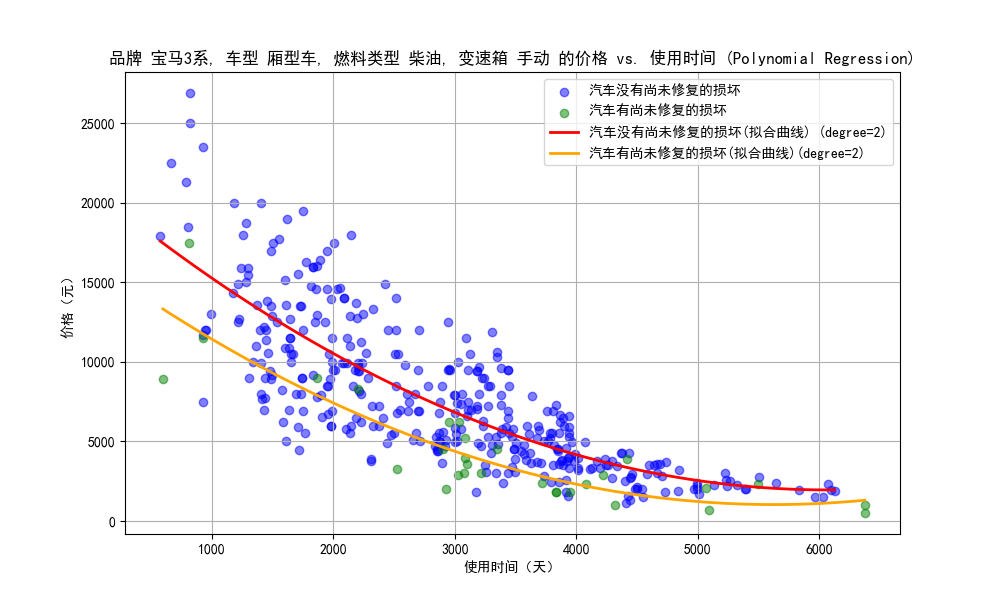 品牌 宝马3系, 车型 厢型车, 燃料类型 柴油, 变速箱 手动 的价格 vs. 使用时间 (Polynomial Regression)
汽车没有尚未修复的损坏
汽车有尚未修复的损坏
汽车没有尚未修复的损坏(拟合曲线) (degree=2)
汽车有尚未修复的损坏(拟合曲线)(degree=2)
价格（元）
25000
20000
15000
10000
5000
0
1000 2000 3000 4000 5000 6000
使用时间（天）